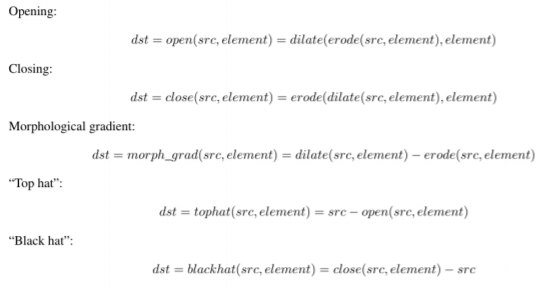 Opening:
dst = open(src, element) = dilate(erode(src, element), element)
Closing:
dst = close(src, element) = erode(dilate(src, element), element)
Morphological gradient:
dst = morph_grad(src, element) = dilate(src, element) − erode(src, element)
“Top hat”:
dst = tophat(src, element) = src − open(src, element)
“Black hat”:
dst = blackhat(src, element) = close(src, element) − src